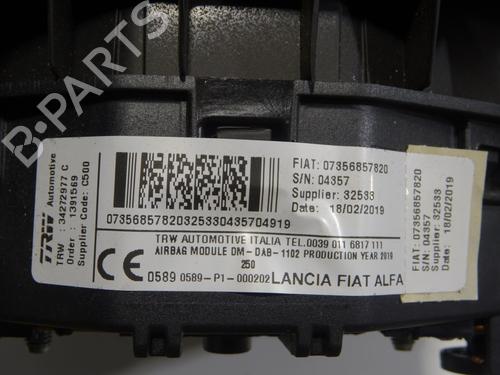 TRW Automotive
TRW : 34272977 C
Order : 1391569
Supplier Code: C500
FIAT: 07356857820
S/N: 04357
Supplier: 32533
Date: 18/02/2019
07356857820325330435704919
TRW AUTOMOTIVE ITALIA TEL.0039 011 6817 111
AIRBAG MODULE DM-DAB-1102 PRODUCTION YEAR 2019
250
CE 0589 0589-P1-000202 LANCIA FIAT ALFA
FIAT: 07356857820
S/N: 04357
Supplier: 32533
Date: 18/02/2019
B-PARTS